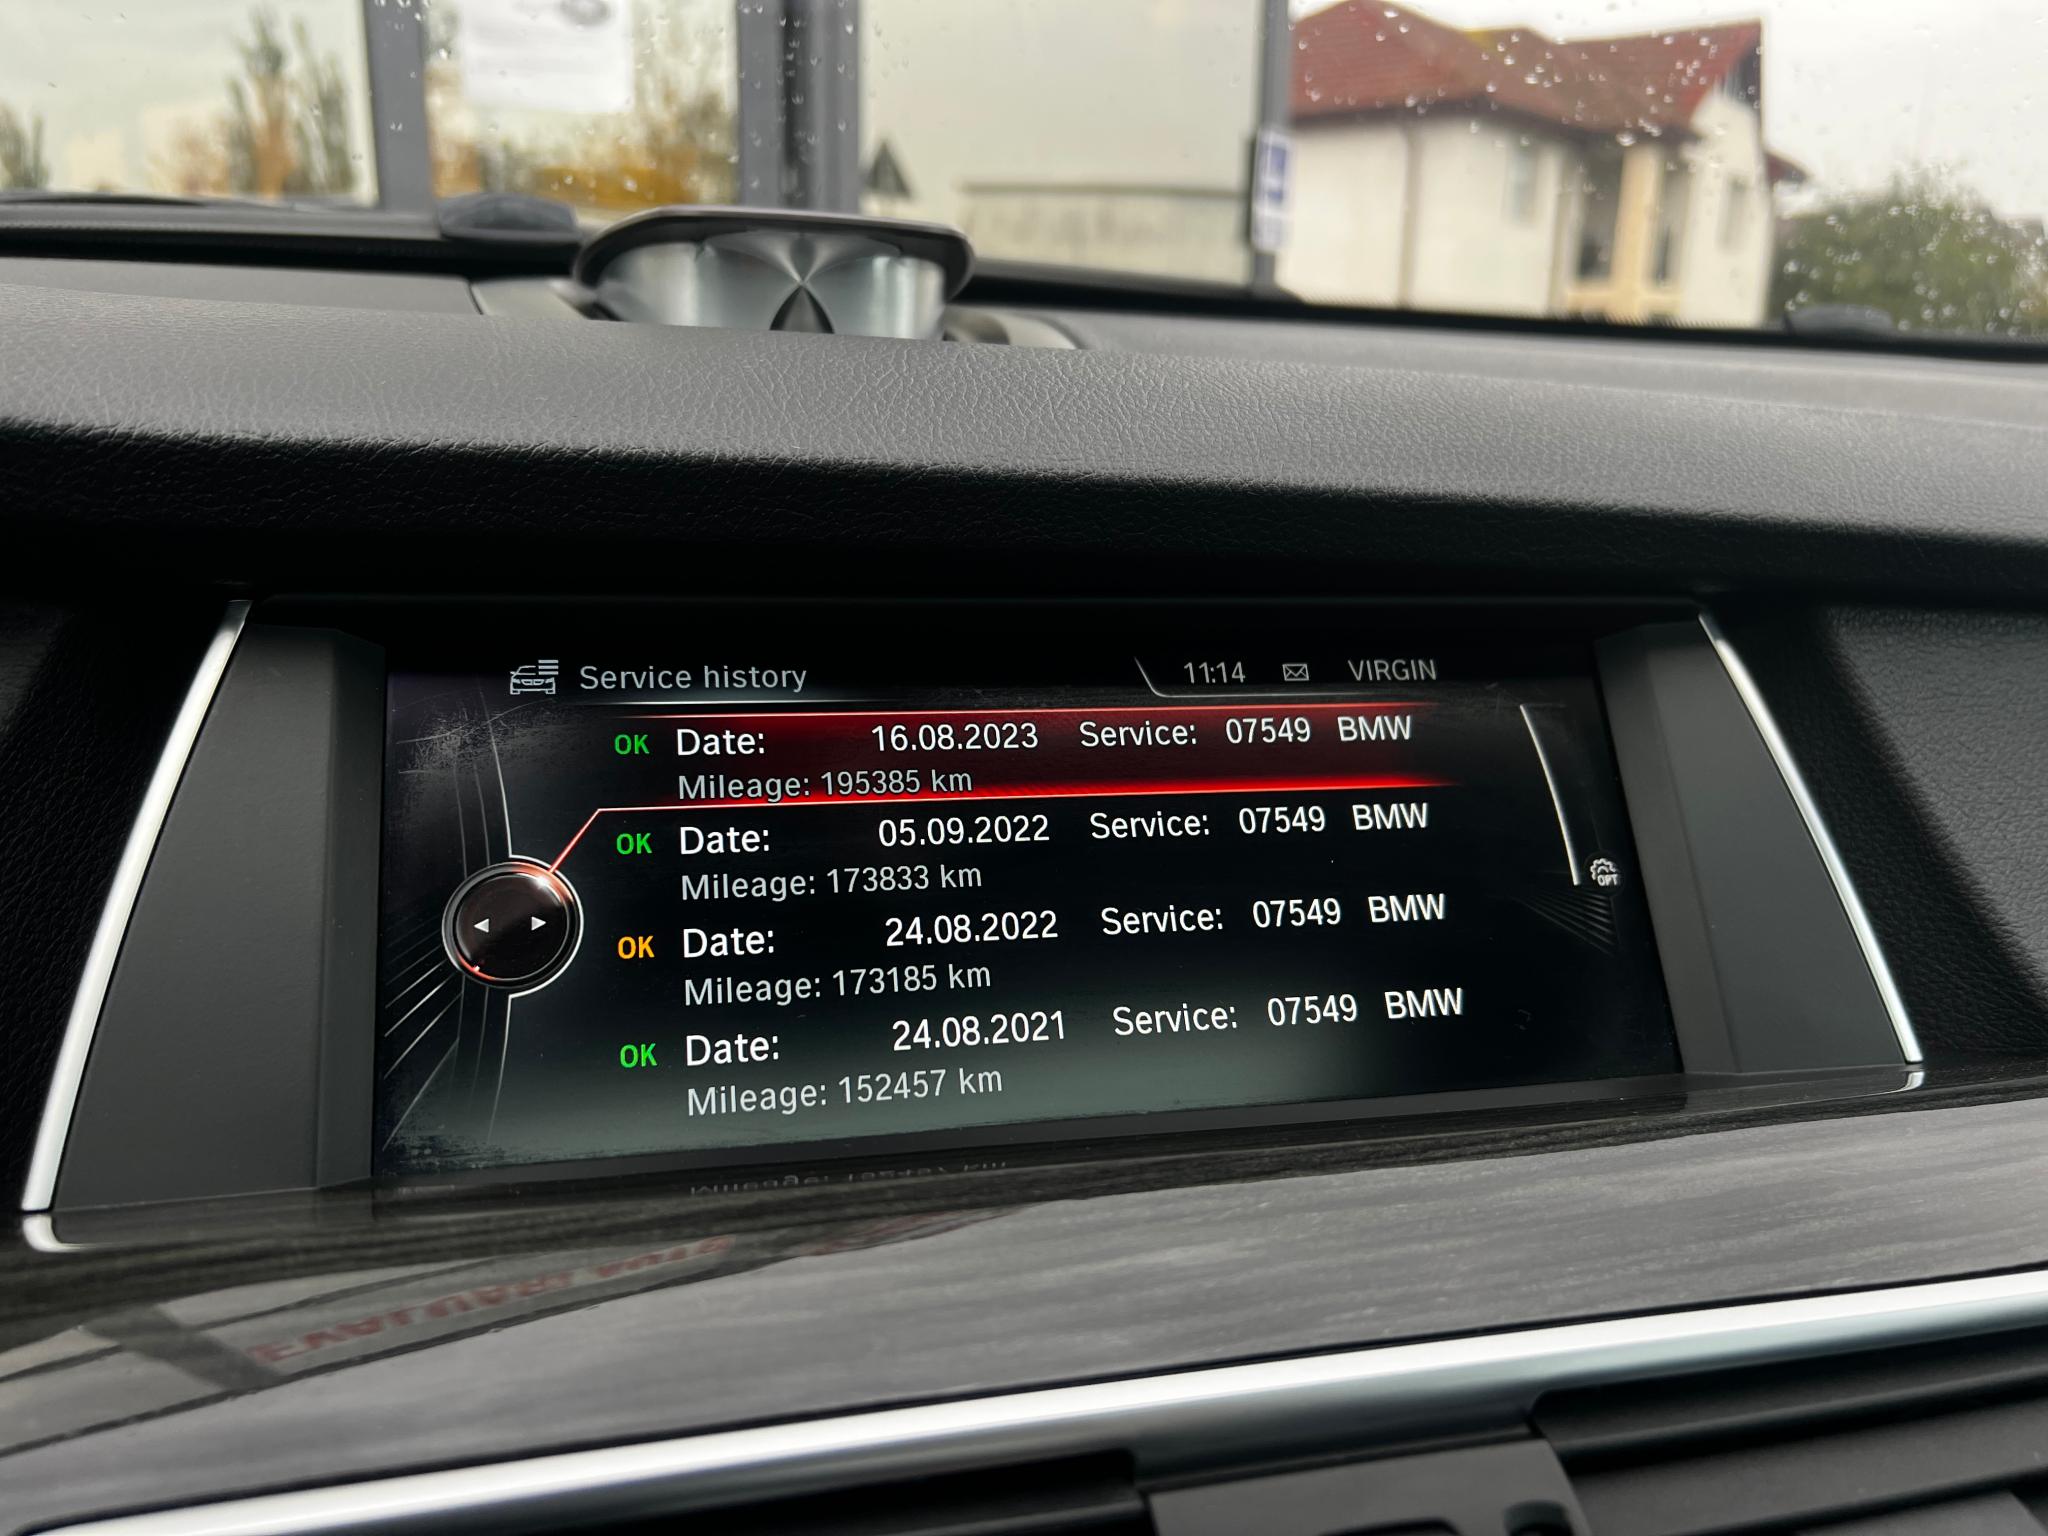 Service history 11:14 VIRGIN
OK Date: 16.08.2023 Service: 07549 BMW
Mileage: 195385 km
OK Date: 05.09.2022 Service: 07549 BMW
Mileage: 173833 km
OPT
OK Date: 24.08.2022 Service: 07549 BMW
Mileage: 173185 km
OK Date: 24.08.2021 Service: 07549 BMW
Mileage: 152457 km